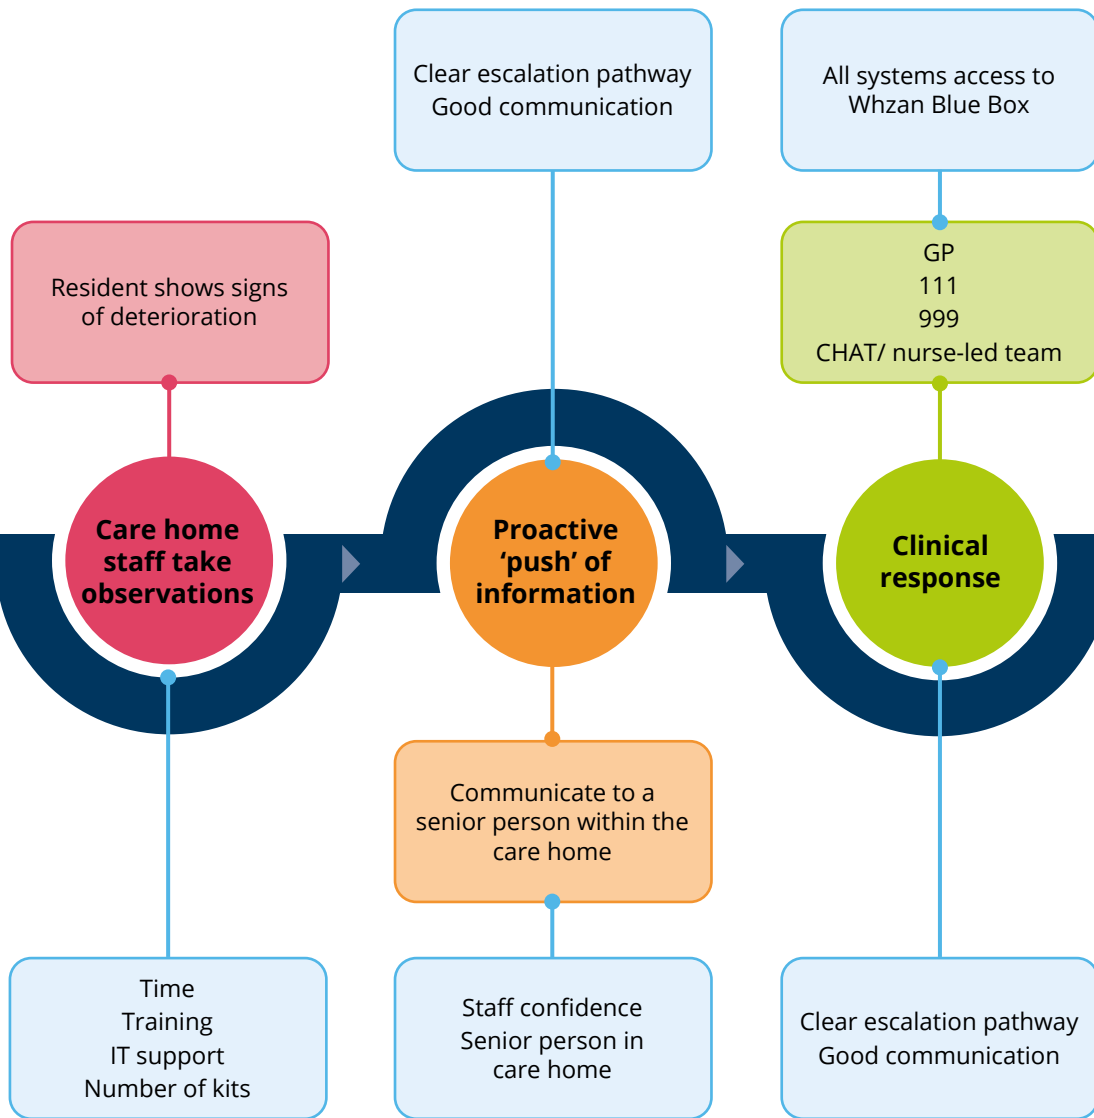 Clear escalation pathway
Good communication
All systems access to
Whzan Blue Box
Resident shows signs
of deterioration
GP
111
999
CHAT/ nurse-led team
Care home
staff take
observations
Proactive
‘push’ of
information
Clinical
response
Communicate to a
senior person within the
care home
Time
Training
IT support
Number of kits
Staff confidence
Senior person in
care home
Clear escalation pathway
Good communication